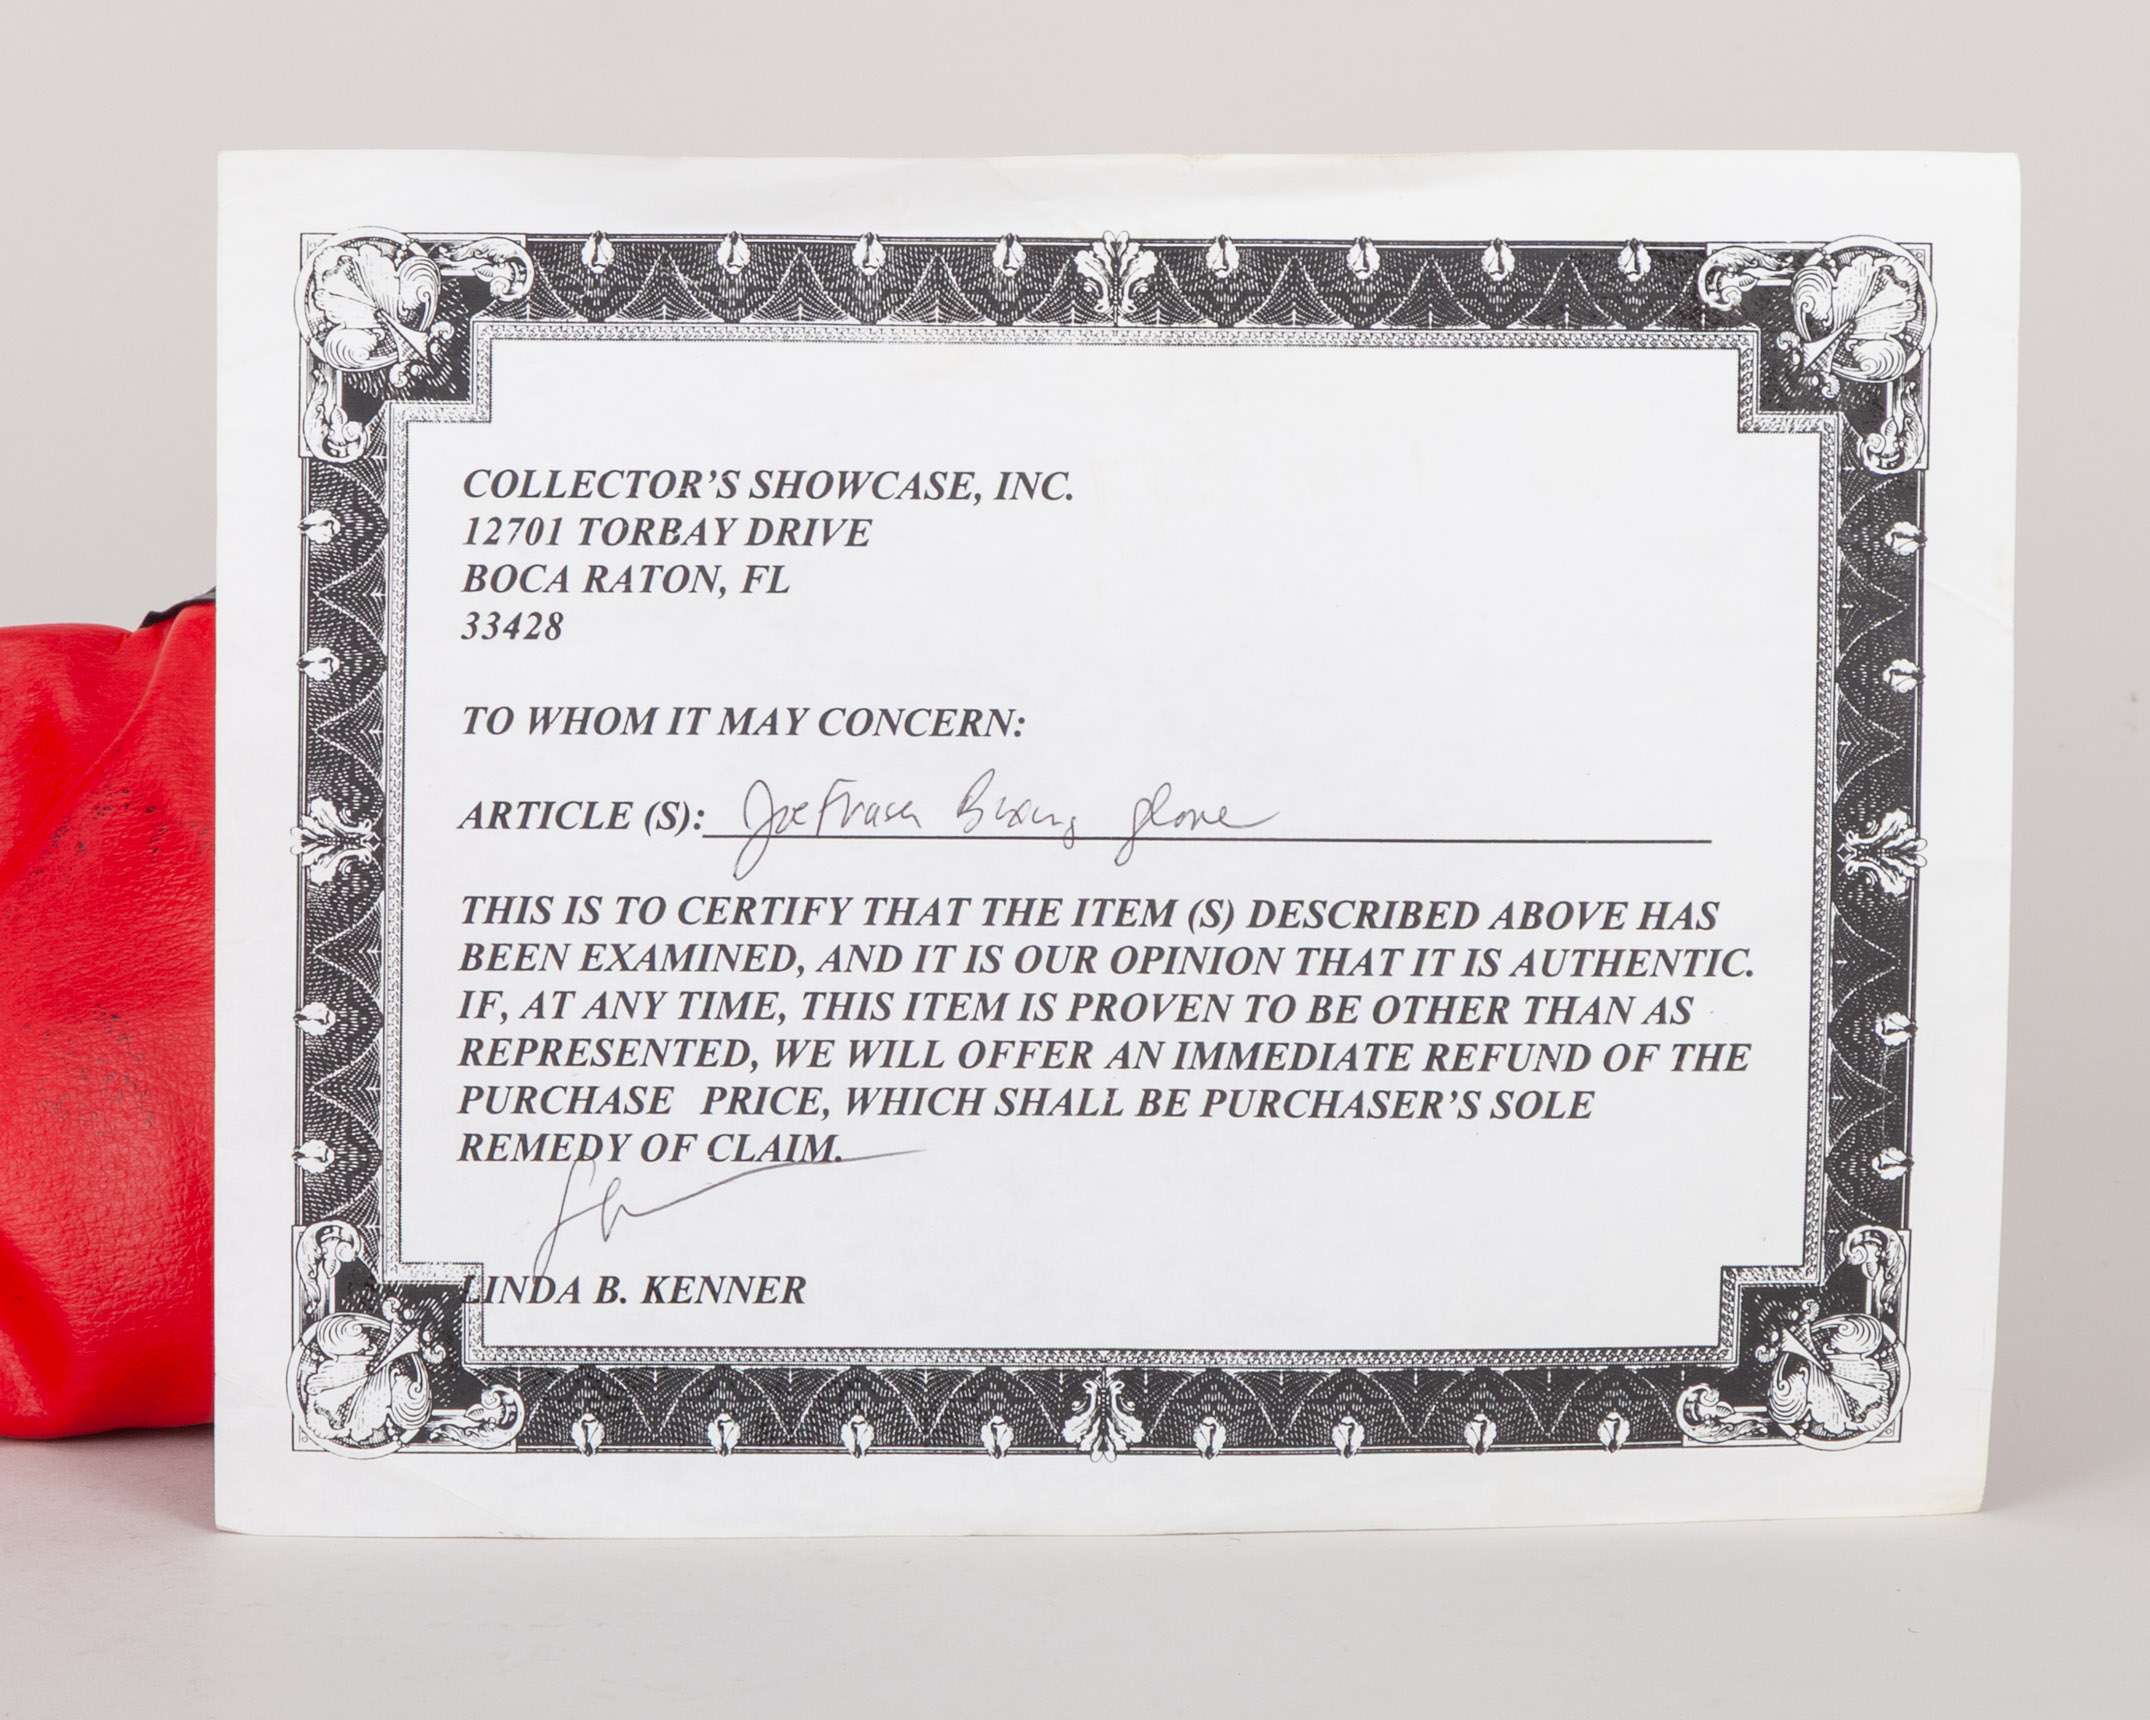 COLLECTOR'S SHOWCASE, INC.
12701 TORBAY DRIVE
BOCA RATON, FL
33428
TO WHOM IT MAY CONCERN:
ARTICLE (S): Joe Fraser Boxing glove
THIS IS TO CERTIFY THAT THE ITEM (S) DESCRIBED ABOVE HAS
BEEN EXAMINED, AND IT IS OUR OPINION THAT IT IS AUTHENTIC.
IF, AT ANY TIME, THIS ITEM IS PROVEN TO BE OTHER THAN AS
REPRESENTED, WE WILL OFFER AN IMMEDIATE REFUND OF THE
PURCHASE PRICE, WHICH SHALL BE PURCHASER'S SOLE
REMEDY OF CLAIM.
LINDA B. KENNER